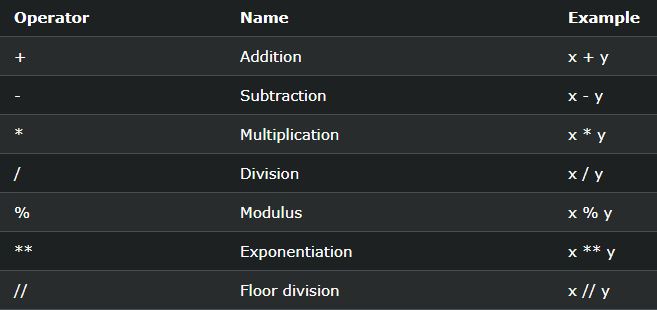 Operator Name Example
+ Addition x + y
- Subtraction x - y
* Multiplication x * y
/ Division x / y
% Modulus x % y
** Exponentiation x ** y
// Floor division x // y